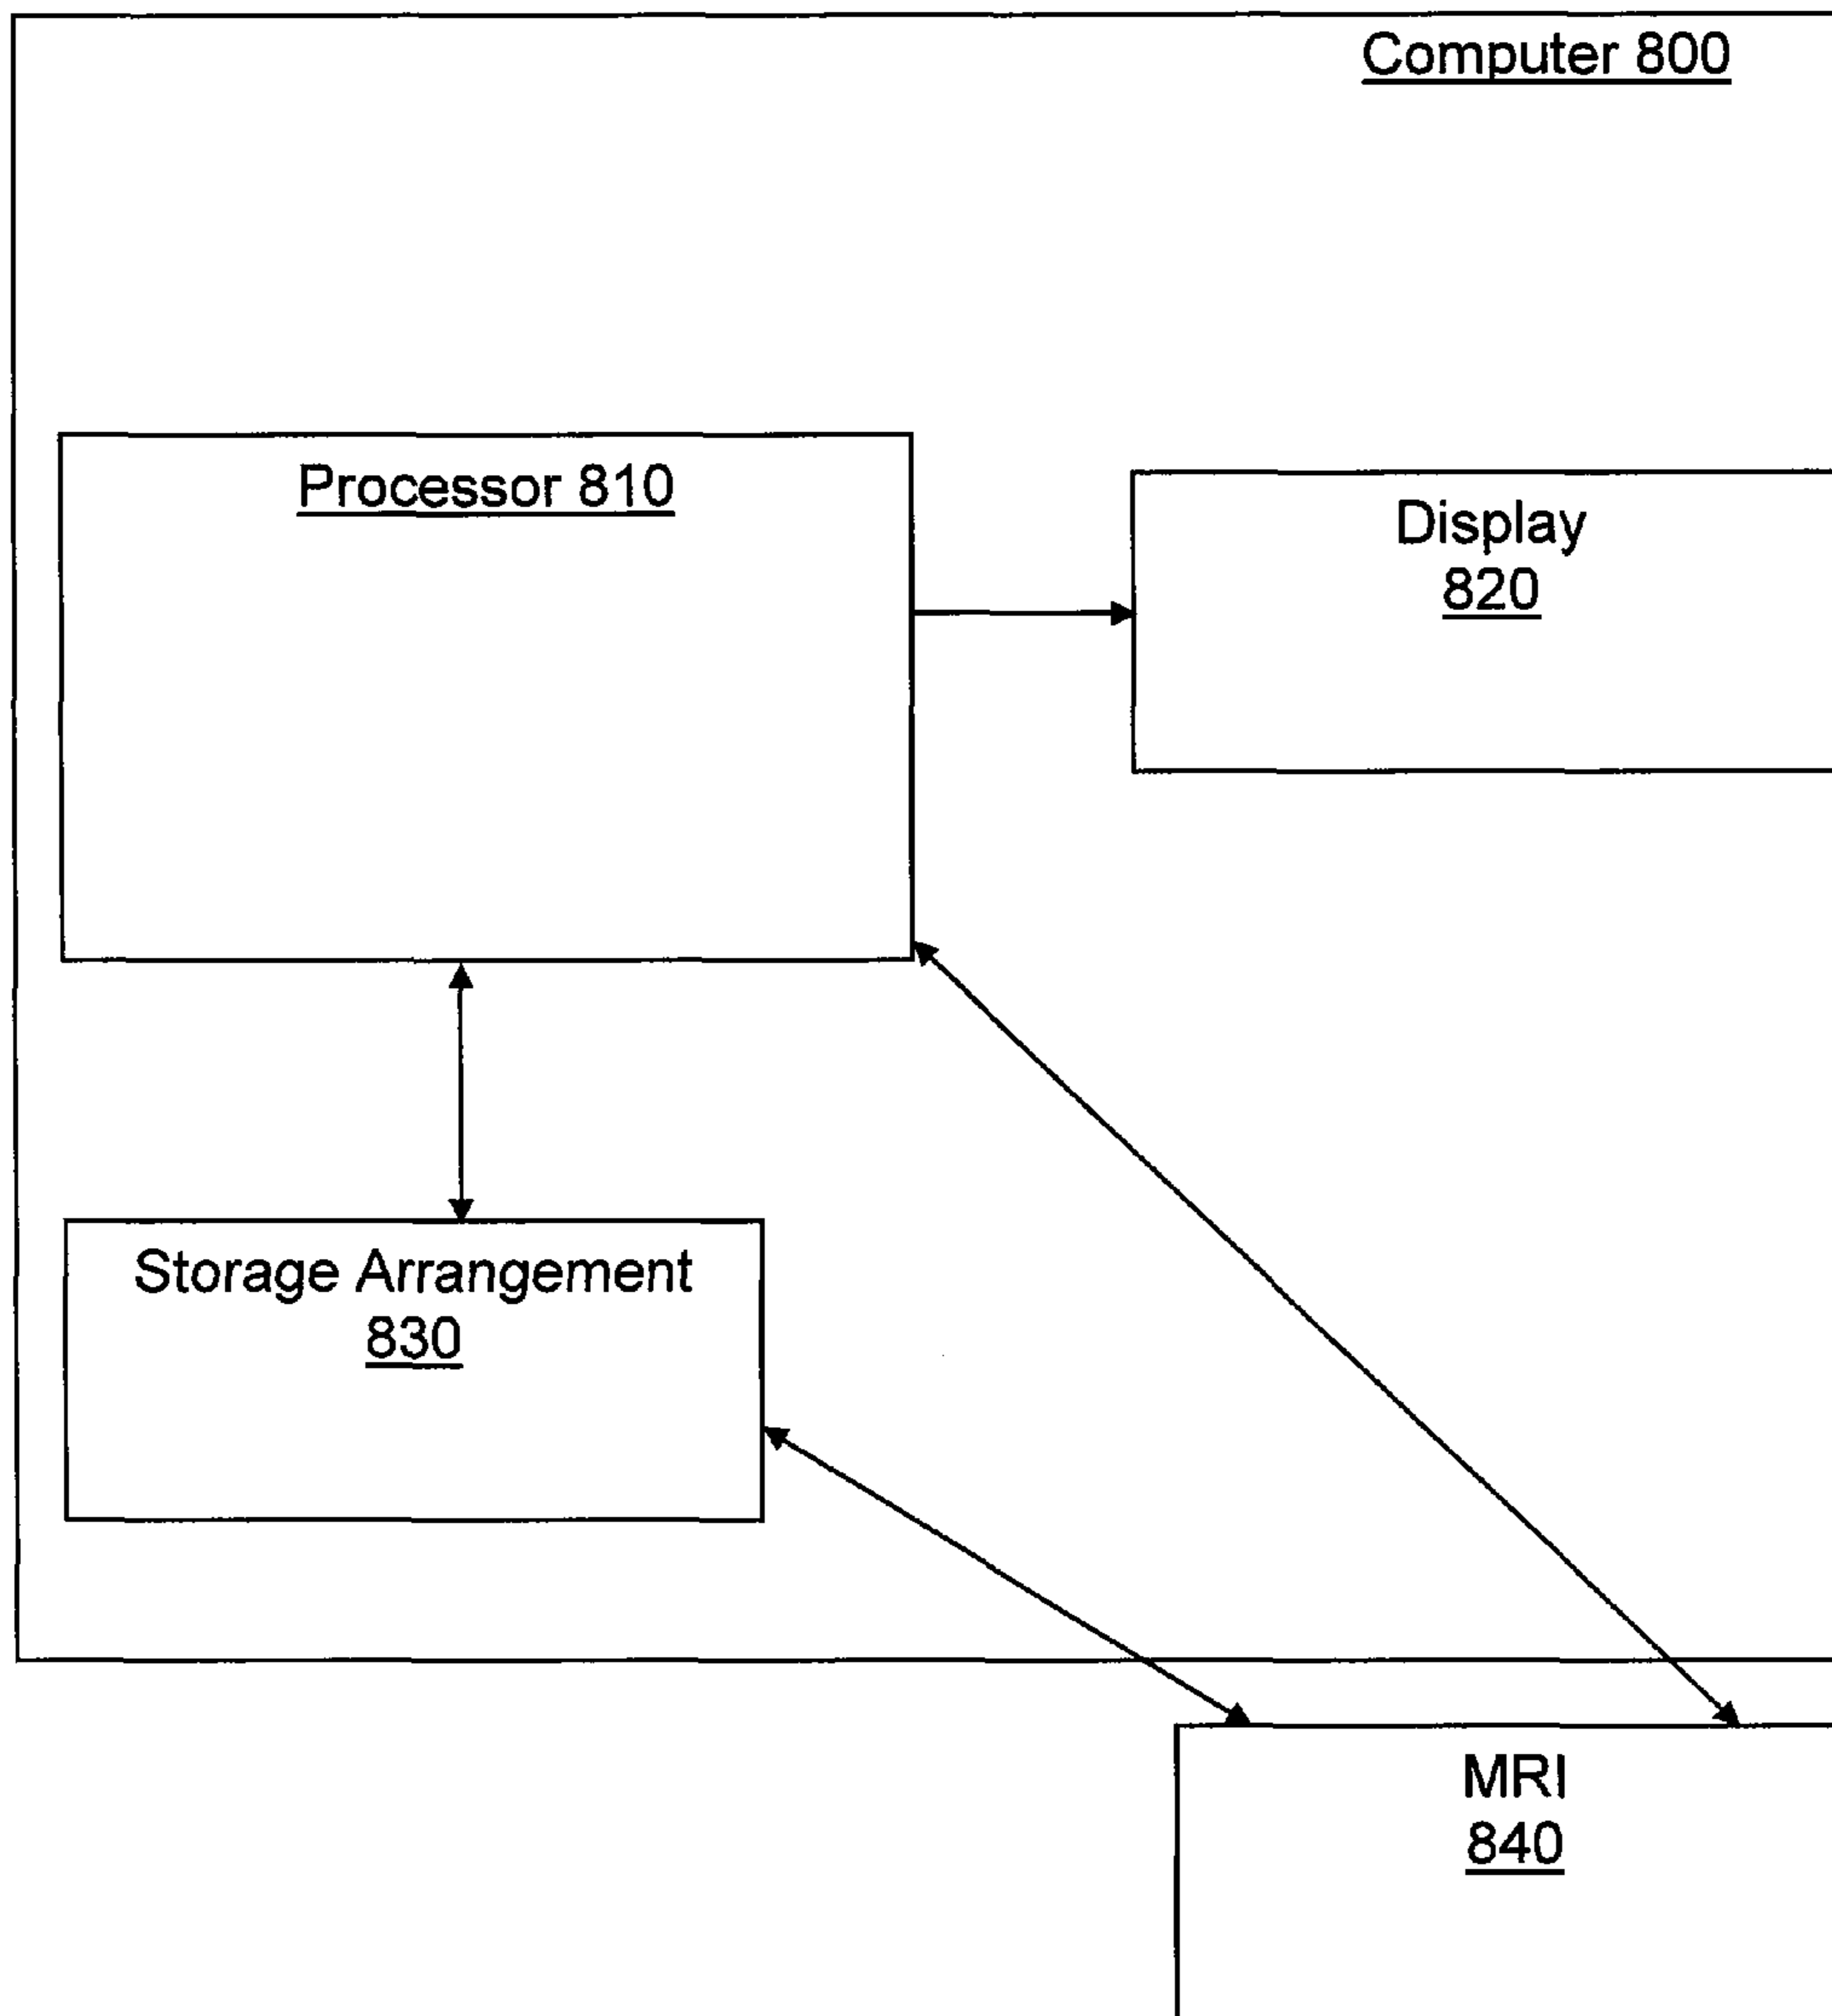 Computer 800
Processor 810
Display
820
Storage Arrangement
830
MRI
840